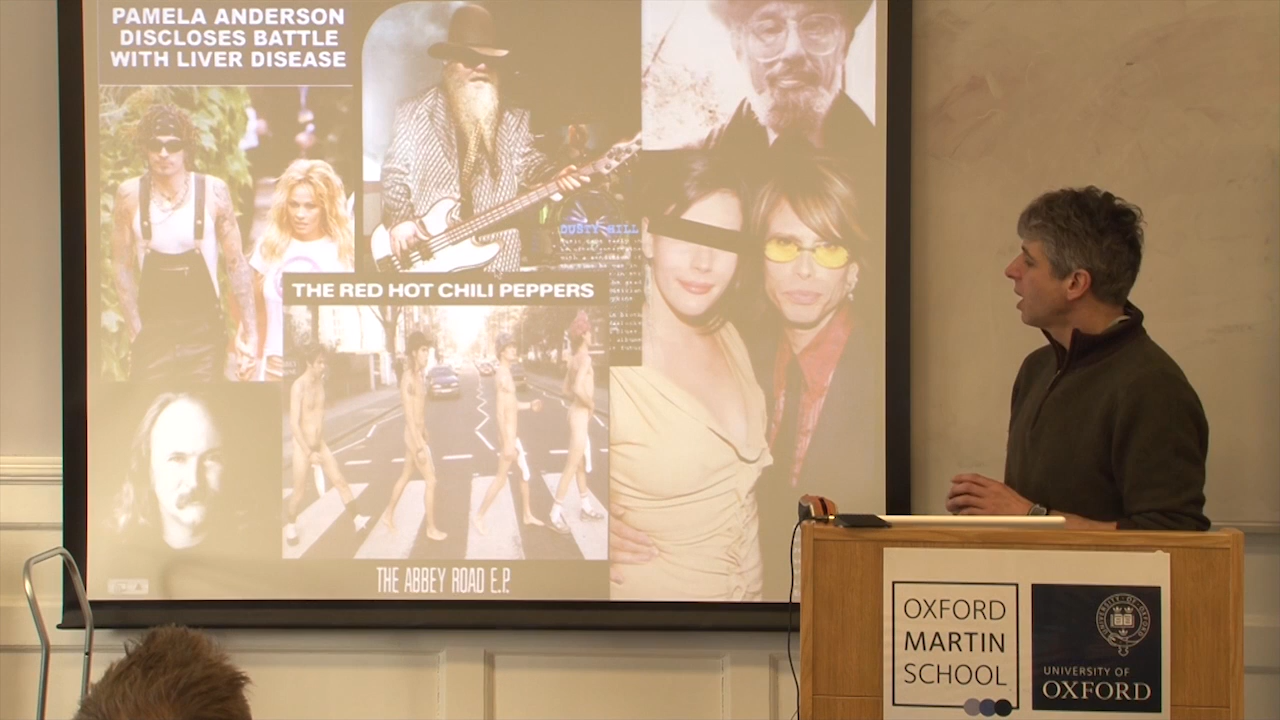 PAMELA ANDERSON
DISCLOSES BATTLE
WITH LIVER DISEASE
DUSTY HILL
THE RED HOT CHILI PEPPERS
THE ABBEY ROAD E.P.
OXFORD
MARTIN
SCHOOL
UNIVERSITY OF
OXFORD